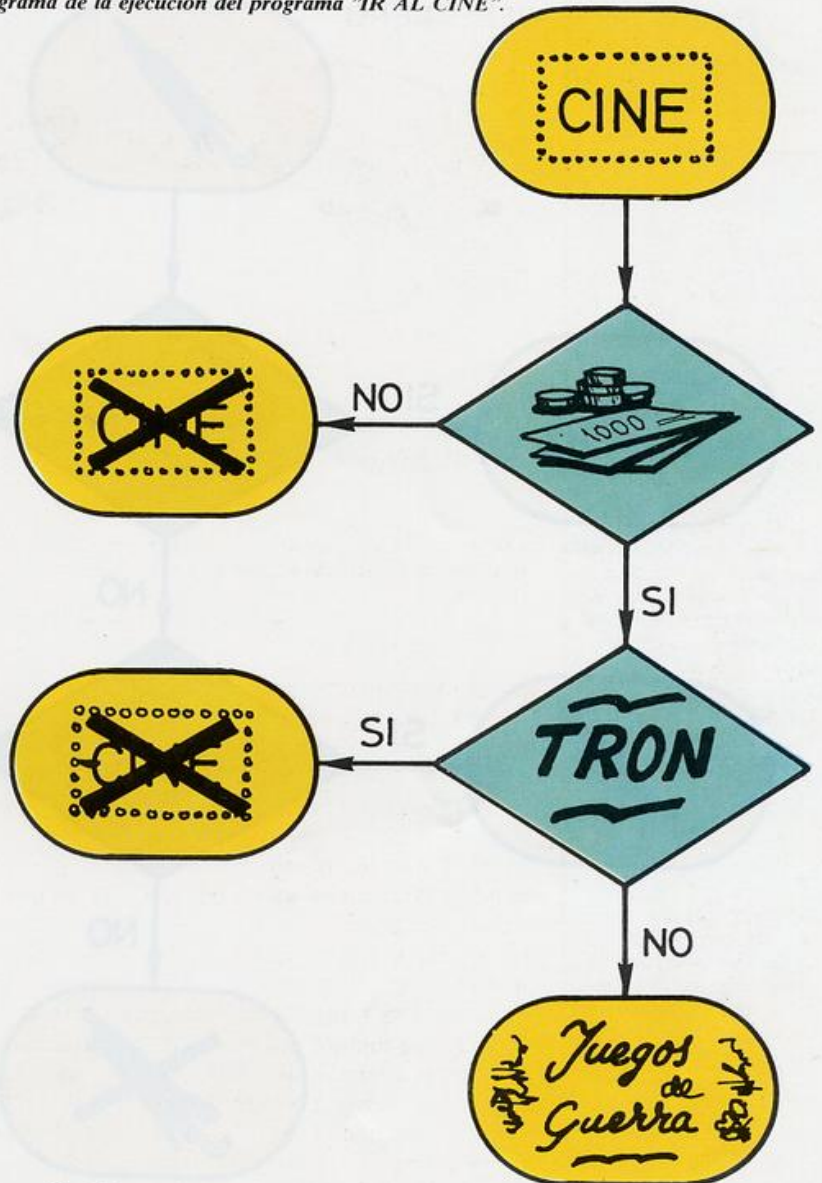 grama de la ejecución del programa "IR AL CINE".
CINE
NO
1000
SI
SI
TRON
NO
Juegos
de
Guerra